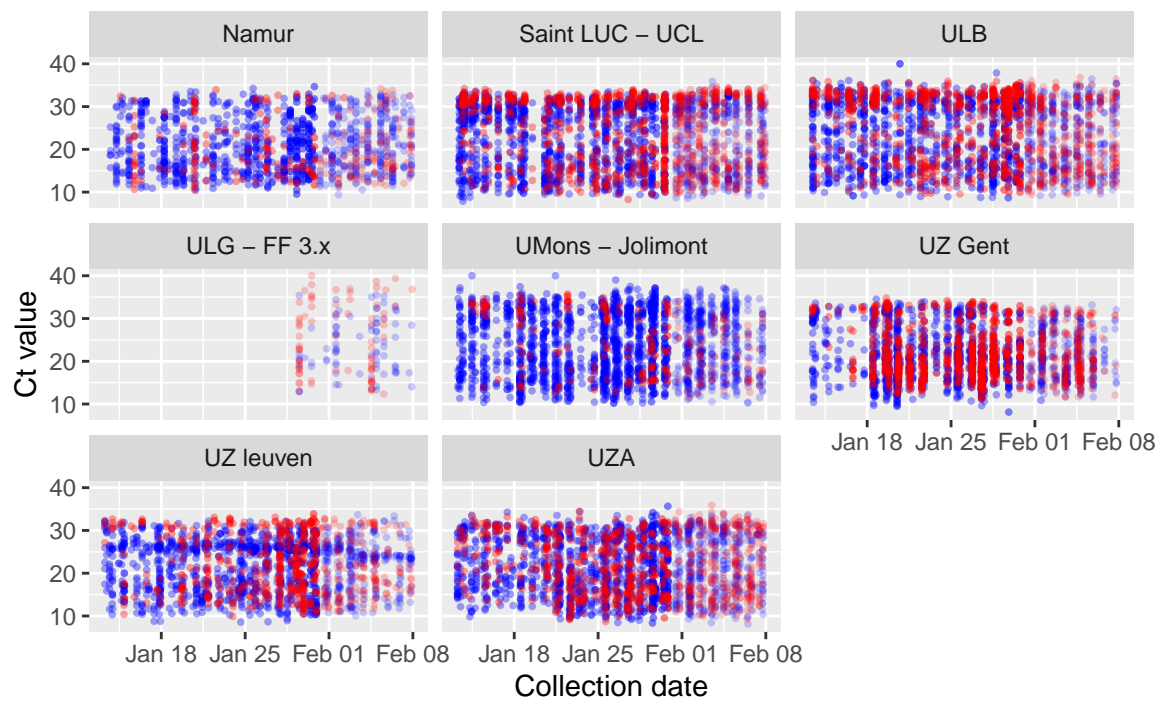 Namur
Saint LUC − UCL
ULB
40
30
20
10
ULG − FF 3.x
UMons − Jolimont
UZ Gent
40
30
20
10
Ct value
Jan 18 Jan 25 Feb 01 Feb 08
UZ leuven
UZA
40
30
20
10
Jan 18 Jan 25 Feb 01 Feb 08
Jan 18 Jan 25 Feb 01 Feb 08
Collection date